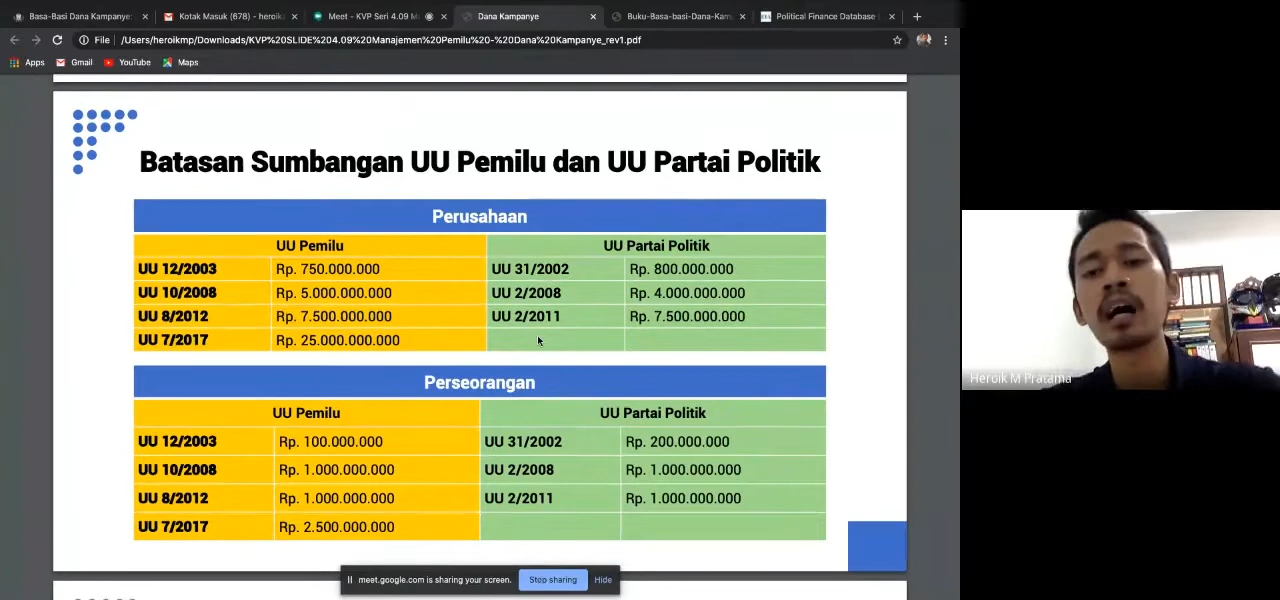 Basa-Basi Dana Kampanye:
Kotak Masuk (678) - heroik
Meet - KVP Seri 4.09 M
Dana Kampanye
Buku-Basa-basi-Dana-Kam
Political Finance Database
File
/Users/heroikmp/Downloads/KVP%20SLIDE%204.09%20Manajemen%20Pemilu%20-%20Dana%20Kampanye_rev1.pdf
Apps Gmail YouTube Maps
Batasan Sumbangan UU Pemilu dan UU Partai Politik
Perusahaan
UU Pemilu UU Partai Politik
UU 12/2003 Rp. 750.000.000 UU 31/2002 Rp. 800.000.000
UU 10/2008 Rp. 5.000.000.000 UU 2/2008 Rp. 4.000.000.000
UU 8/2012 Rp. 7.500.000.000 UU 2/2011 Rp. 7.500.000.000
UU 7/2017 Rp. 25.000.000.000
Perseorangan
UU Pemilu UU Partai Politik
UU 12/2003 Rp. 100.000.000 UU 31/2002 Rp. 200.000.000
UU 10/2008 Rp. 1.000.000.000 UU 2/2008 Rp. 1.000.000.000
UU 8/2012 Rp. 1.000.000.000 UU 2/2011 Rp. 1.000.000.000
UU 7/2017 Rp. 2.500.000.000
meet.google.com is sharing your screen. Stop sharing Hide
Heroik M Pratama